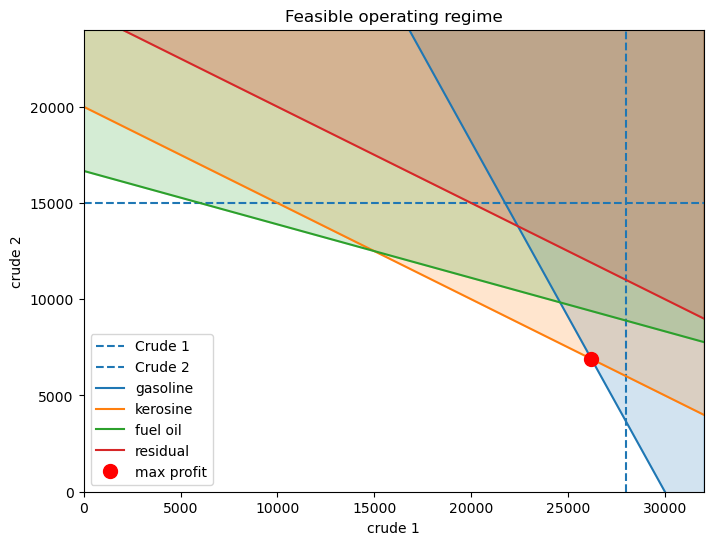 Feasible operating regime
crude 2
20000
15000
10000
5000
0
Crude 1
Crude 2
gasoline
kerosine
fuel oil
residual
max profit
0 5000 10000 15000 20000 25000 30000
crude 1